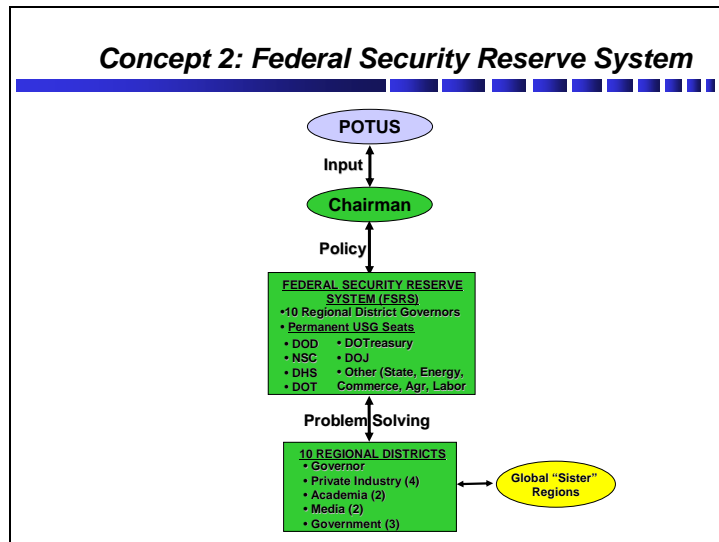 Concept 2: Federal Security Reserve System
POTUS
Input
Chairman
Policy
FEDERAL SECURITY RESERVE
SYSTEM (FSRS)
•10 Regional District Governors
• Permanent USG Seats
• DOD
• NSC
• DHS
• DOT
• DOTreasury
• DOJ
• Other (State, Energy,
Commerce, Agr, Labor
Problem Solving
10 REGIONAL DISTRICTS
• Governor
• Private Industry (4)
• Academia (2)
• Media (2)
• Government (3)
Global “Sister”
Regions